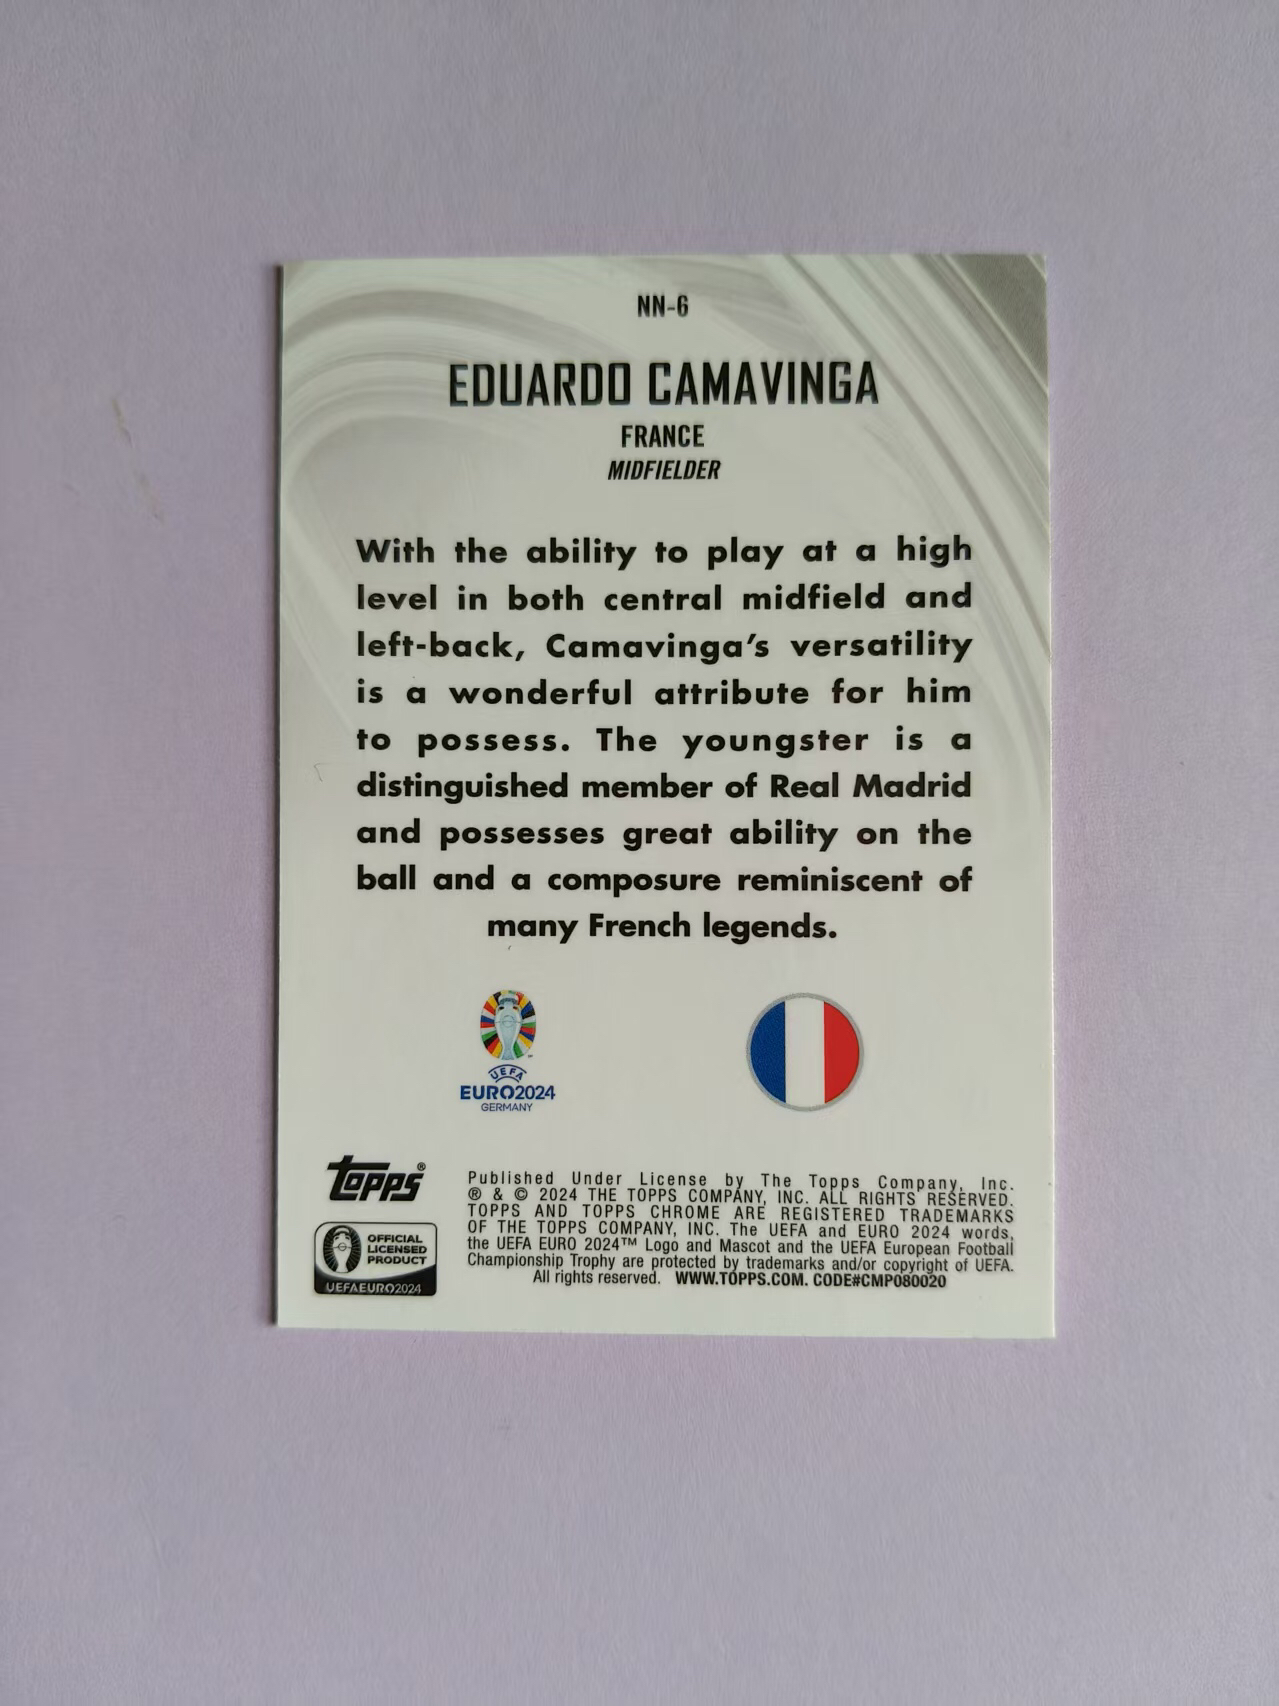 NN-6
EDUARDO CAMAVINGA
FRANCE
MIDFIELDER
With the ability to play at a high
level in both central midfield and
left-back, Camavinga's versatility
is a wonderful attribute for him
to possess. The youngster is a
distinguished member of Real Madrid
and possesses great ability on the
ball and a composure reminiscent of
many French legends.
UEFA
EURO2024
GERMANY
Topps®
OFFICIAL
LICENSED
PRODUCT
UEFAEURO2024
Published Under License by The Topps Company, Inc.
® & © 2024 THE TOPPS COMPANY, INC. ALL RIGHTS RESERVED.
TOPPS AND TOPPS CHROME ARE REGISTERED TRADEMARKS
OF THE TOPPS COMPANY, INC. The UEFA and EURO 2024 words,
the UEFA EURO 2024™ Logo and Mascot and the UEFA European Football
Championship Trophy are protected by trademarks and/or copyright of UEFA.
All rights reserved. WWW.TOPPS.COM. CODE#CMP080020